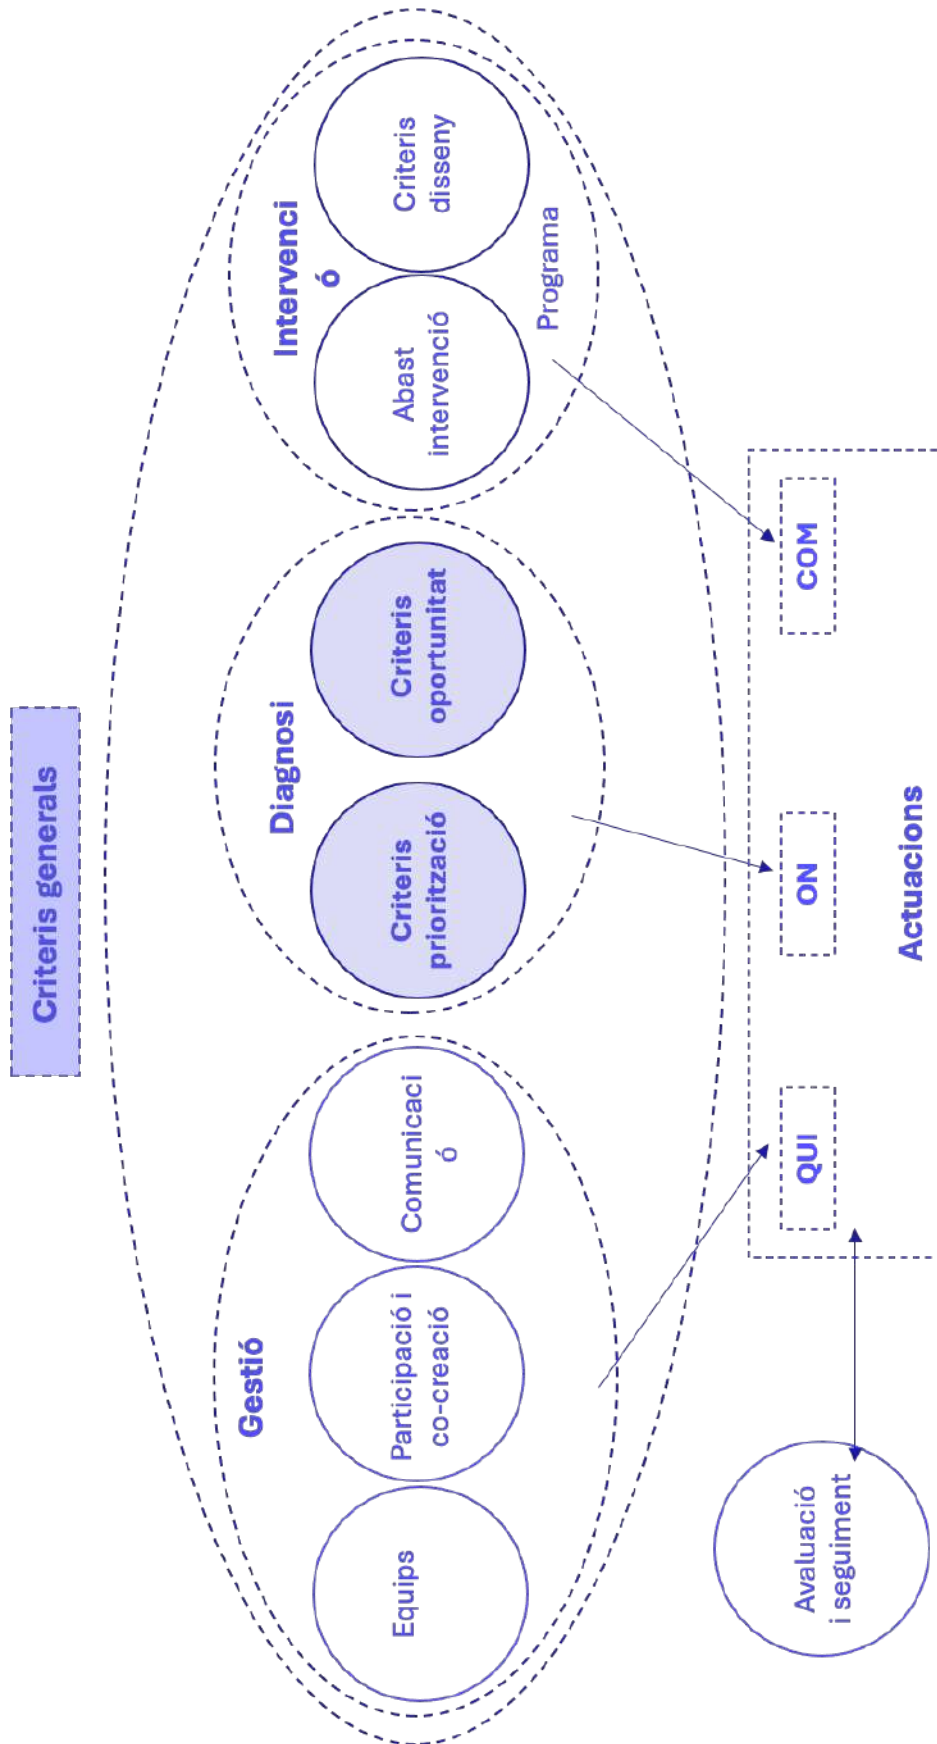 Criteris generals
Gestió
Equips
Participació i
co-creació
Comunicaci
ó
Diagnosi
Criteris
priorització
Criteris
oportunitat
Intervenci
ó
Abast
intervenció
Criteris
disseny
Programa
Avaluació
i seguiment
QUI
ON
COM
Actuacions